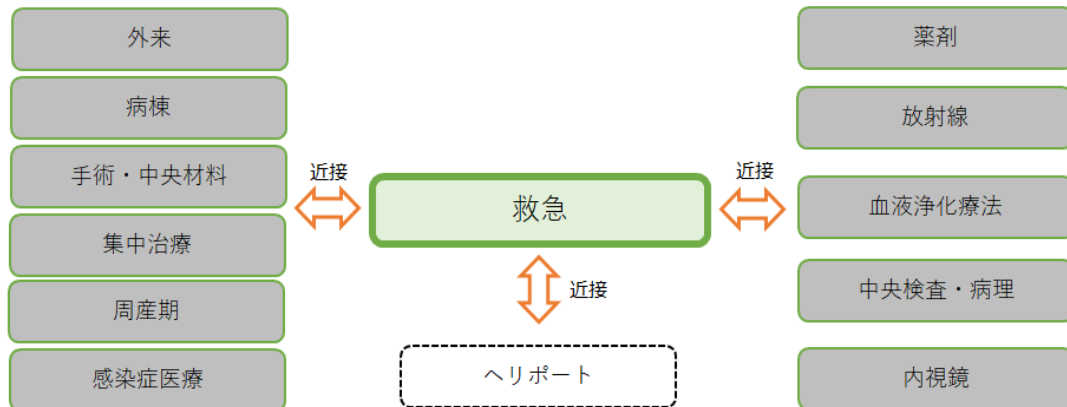 外来
病棟
手術・中央材料
集中治療
周産期
感染症医療
近接
救急
近接
近接
ヘリポート
薬剤
放射線
血液浄化療法
中央検査・病理
内視鏡